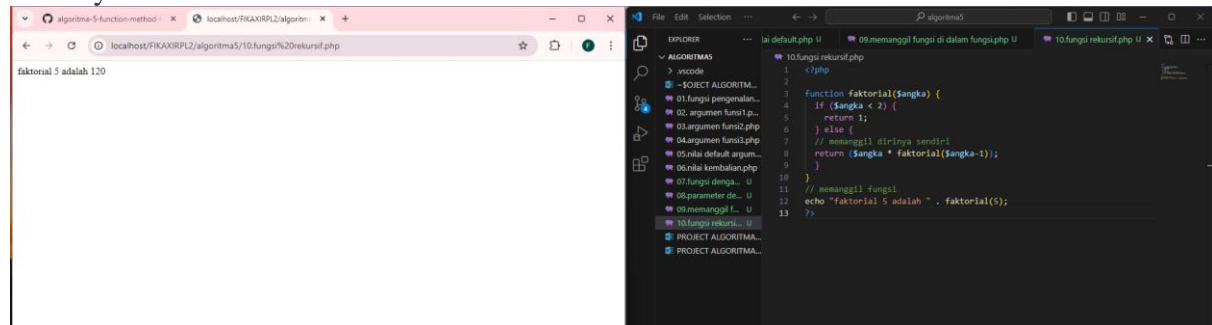 algoritma-5-function-method-
localhost/FIKAXIRPL2/algoritm
localhost/FIKAXIRPL2/algoritma5/10.fungsi%20rekursif.php
F
faktorial 5 adalah 120
File Edit Selection ...
algoritma5
EXPLORER ...
lai default.php U
09.memanggil fungsi di dalam fungsi.php U
10.fungsi rekursif.php U
ALGORITMA5
.vscode
~$OJECT ALGORITM...
01.fungsi pengenalan...
02. argumen funsi1.p...
03.argumen funsi2.php
04.argumen funsi3.php
05.nilai default argum...
06.nilai kembalian.php
07.fungsi denga... U
08.parameter de... U
09.memanggil f... U
10.fungsi rekursi... U
PROJECT ALGORITMA...
PROJECT ALGORITMA...
10.fungsi rekursif.php
1 <?php
2
3 function faktorial($angka) {
4 if ($angka < 2) {
5 return 1;
6 } else {
7 // memanggil dirinya sendiri
8 return ($angka * faktorial($angka-1));
9 }
10 }
11 // memanggil fungsi
12 echo "faktorial 5 adalah " . faktorial(5);
13 ?>